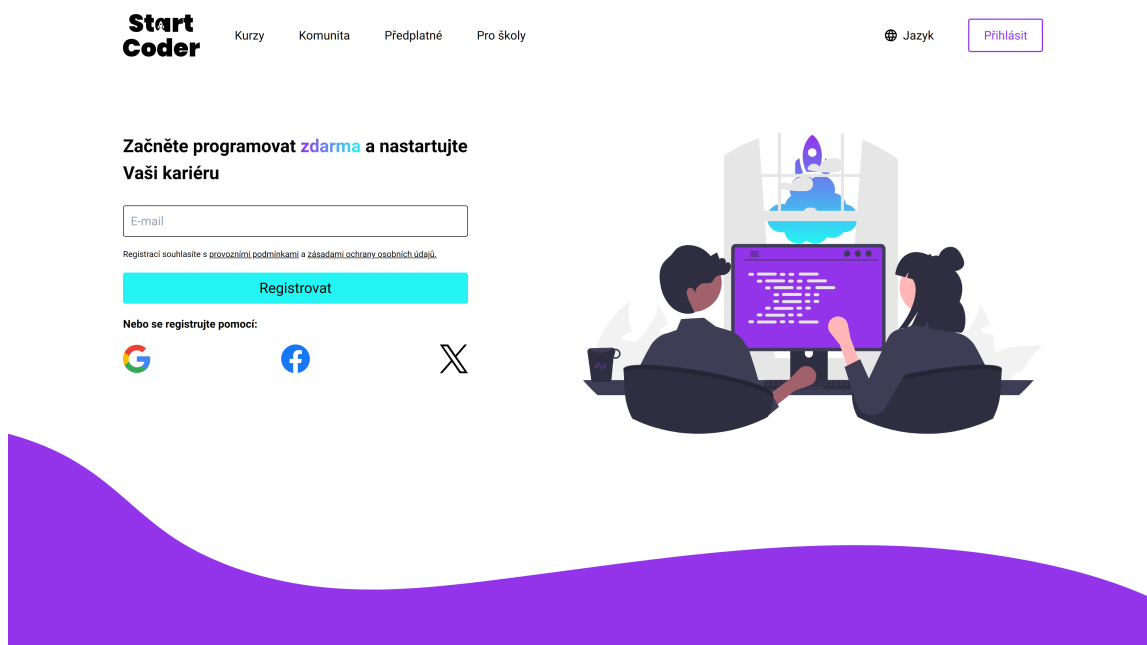 Start
Coder
Kurzy
Komunita
Předplatné
Pro školy
Jazyk
Přihlásit
Začněte programovat zdarma a nastartujte
Vaši kariéru
E-mail
Registrací souhlasíte s provozními podmínkami a zásadami ochrany osobních údajů.
Registrovat
Nebo se registrujte pomocí: